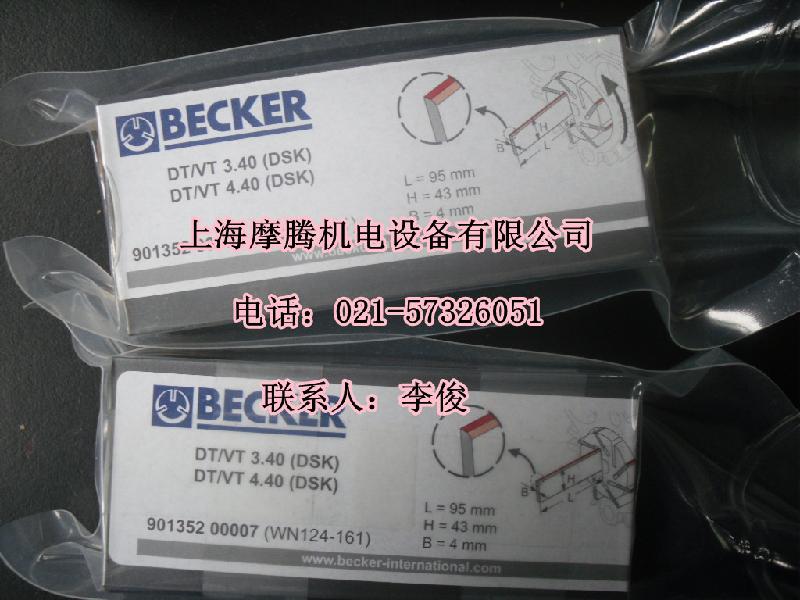 BECKER
DT/VT 3.40 (DSK)
DT/VT 4.40 (DSK)
L = 95 mm
H = 43 mm
B = 4 mm
B
H
L
上海摩腾机电设备有限公司
901352
电话：021-57326051
联系人：李俊
BECKER
DT/VT 3.40 (DSK)
DT/VT 4.40 (DSK)
B
L
L = 95 mm
H = 43 mm
B = 4 mm
901352 00007 (WN124-161)
www.becker-international.com